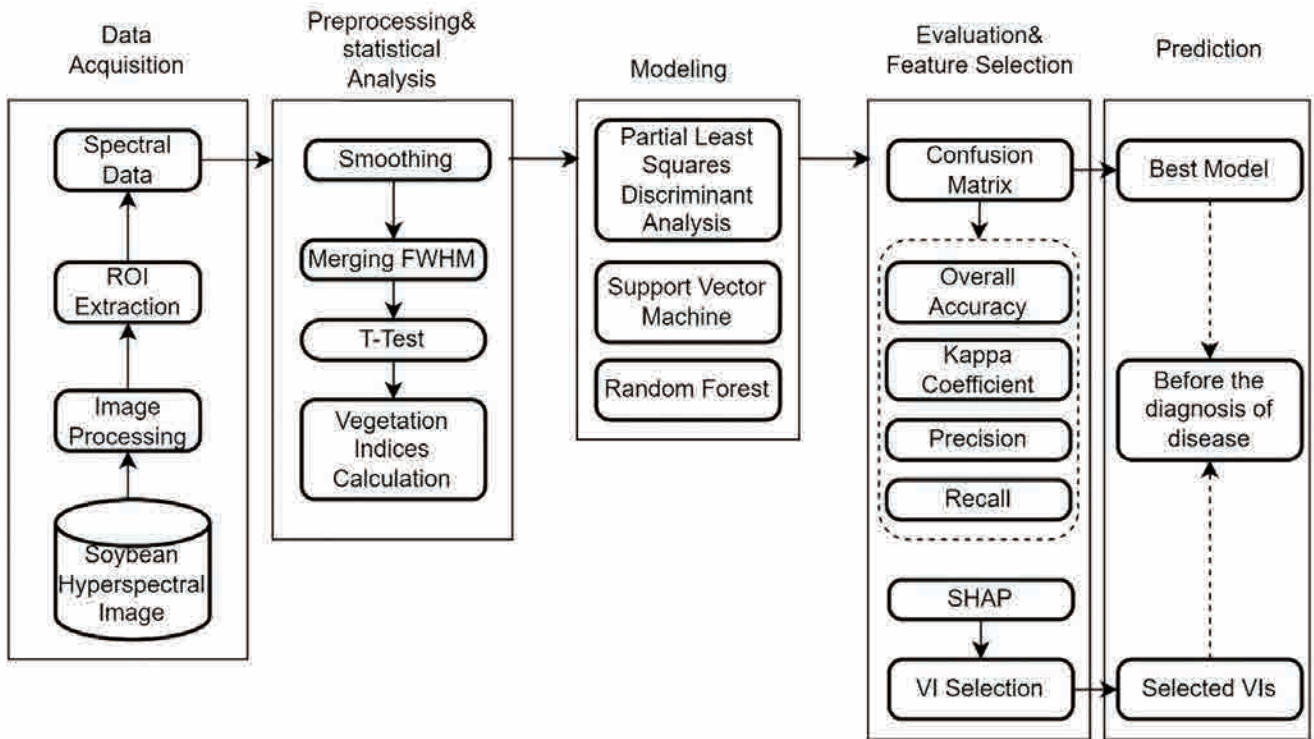 Data
Acquisition
Spectral
Data
ROI
Extraction
Image
Processing
Soybean
Hyperspectral
Image
Preprocessing&
statistical
Analysis
Smoothing
Merging FWHM
T-Test
Vegetation
Indices
Calculation
Modeling
Partial Least
Squares
Discriminant
Analysis
Support Vector
Machine
Random Forest
Evaluation&
Feature Selection
Confusion
Matrix
Overall
Accuracy
Kappa
Coefficient
Precision
Recall
SHAP
VI Selection
Prediction
Best Model
Before the
diagnosis of
disease
Selected VIs